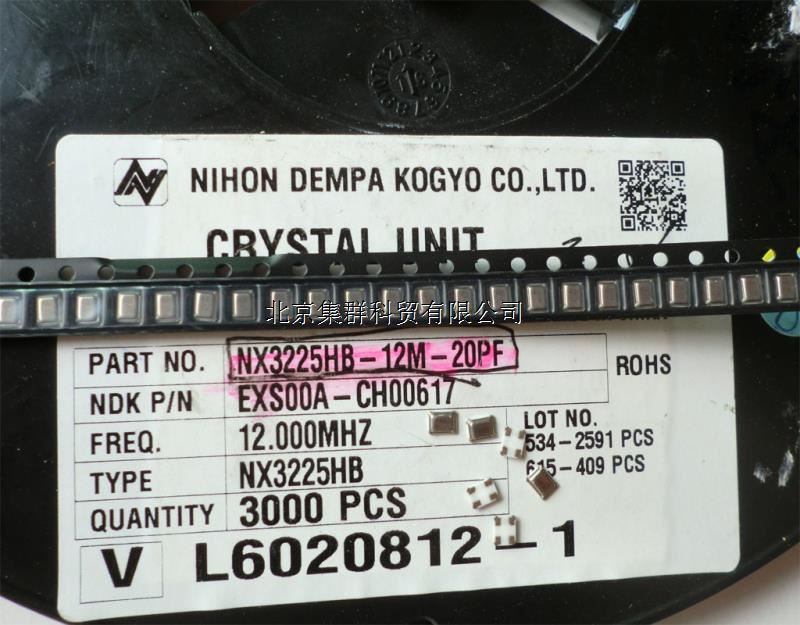 NIHON DEMPA KOGYO CO.,LTD.
CRYSTAL UNIT
北京集群科贸有限公司
PART NO. NX3225HB-12M-20PF ROHS
NDK P/N EXS00A-CH00617
FREQ. 12.000MHZ
TYPE NX3225HB
QUANTITY 3000 PCS
LOT NO.
534-2591 PCS
615-409 PCS
V L6020812-1